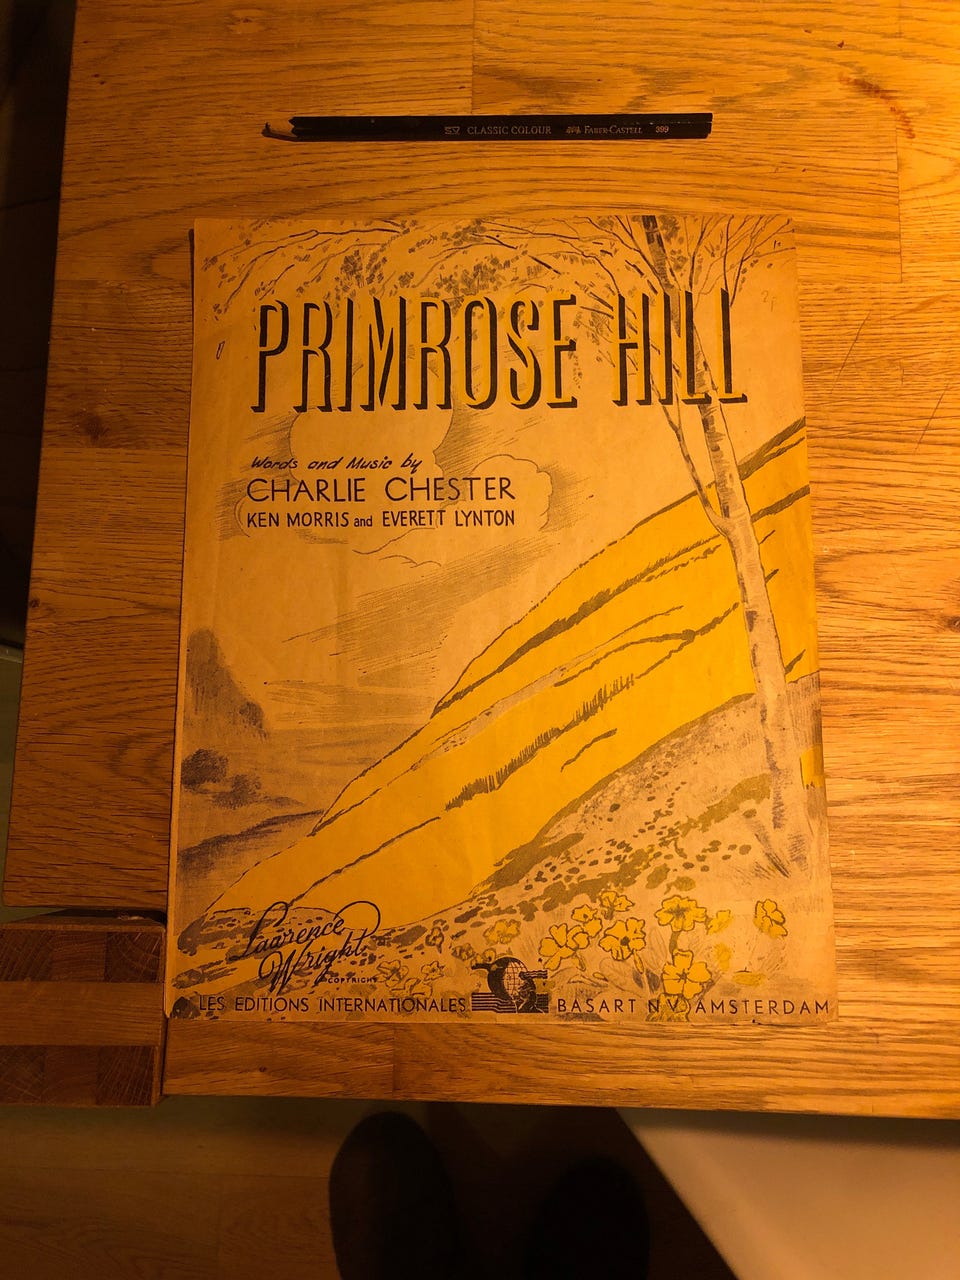 CLASSIC COLOUR FABER-CASTELL 399
PRIMROSE HILL
Words and Music by
CHARLIE CHESTER
KEN MORRIS and EVERETT LYNTON
Lawrence
Wright
COPYRIGHT
LES EDITIONS INTERNATIONALES BASART N.V. AMSTERDAM